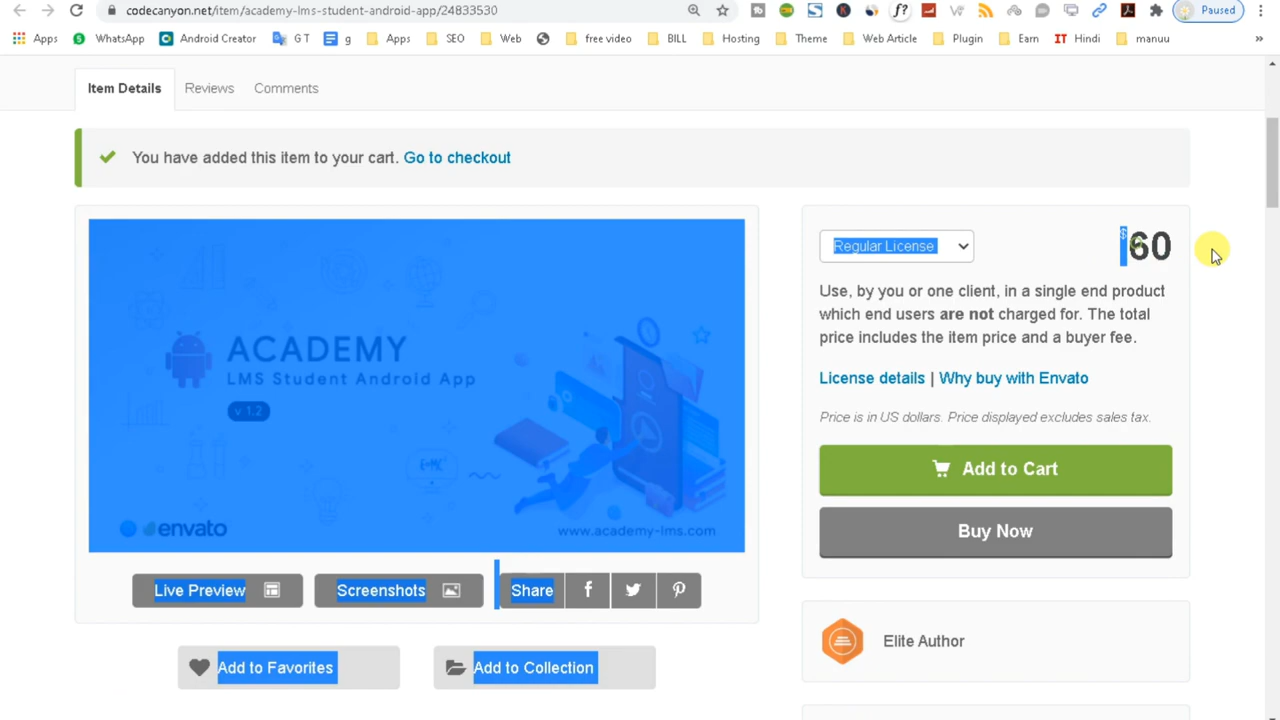 codecanyon.net/item/academy-lms-student-android-app/24833530
Paused
Apps
WhatsApp
Android Creator
G T
g
Apps
SEO
Web
free video
BILL
Hosting
Theme
Web Article
Plugin
Earn
IT Hindi
manuu
»
Item Details
Reviews
Comments
You have added this item to your cart. Go to checkout
ACADEMY
LMS Student Android App
v 1.2
E=MC²
envato
www.academy-lms.com
Live Preview
Screenshots
Share
Add to Favorites
Add to Collection
Regular License
$60
Use, by you or one client, in a single end product
which end users are not charged for. The total
price includes the item price and a buyer fee.
License details | Why buy with Envato
Price is in US dollars. Price displayed excludes sales tax.
Add to Cart
Buy Now
Elite Author